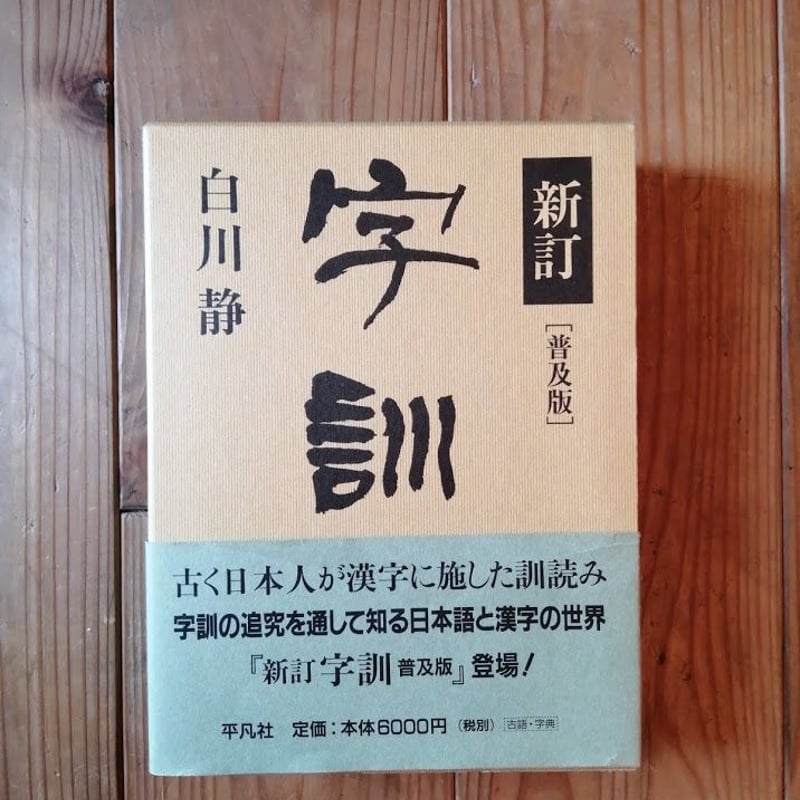 新訂
[普及版]
字訓
白川静
古く日本人が漢字に施した訓読み
字訓の追究を通して知る日本語と漢字の世界
『新訂 字訓 普及版』登場!
平凡社 定価:本体6000円(税別) 古語・字典